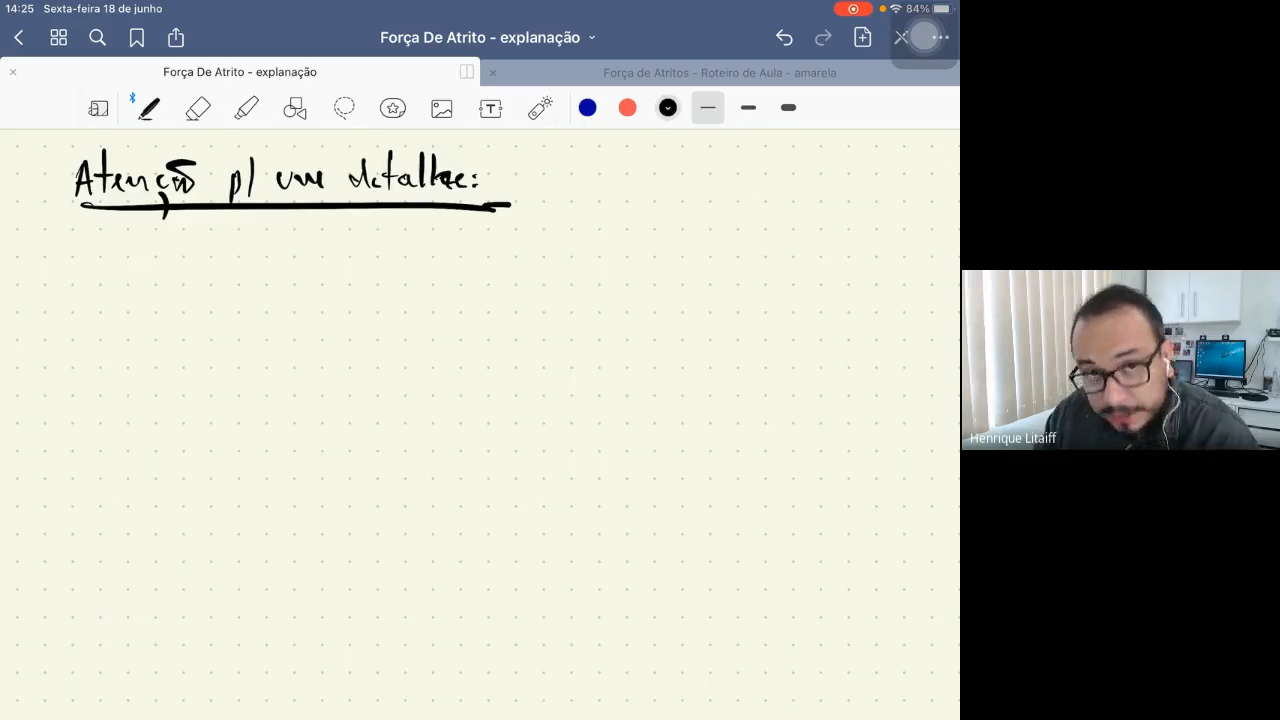 14:25 Sexta-feira 18 de junho 84%
Força De Atrito - explanação
Força De Atrito - explanação Força de Atritos - Roteiro de Aula - amarela
Atenção p/ um detalhe:
Henrique Litaiff